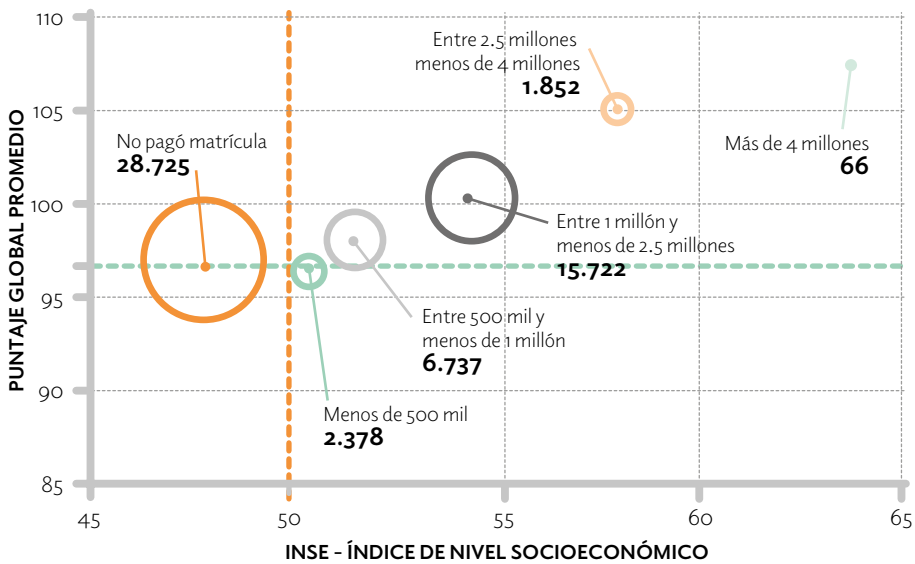 110
105
100
95
90
85
PUNTAJE GLOBAL PROMEDIO
No pagó matrícula
28.725
Entre 2.5 millones
menos de 4 millones
1.852
Más de 4 millones
66
Entre 1 millón y
menos de 2.5 millones
15.722
Entre 500 mil y
menos de 1 millón
6.737
Menos de 500 mil
2.378
45
50
55
60
65
INSE - ÍNDICE DE NIVEL SOCIOECONÓMICO